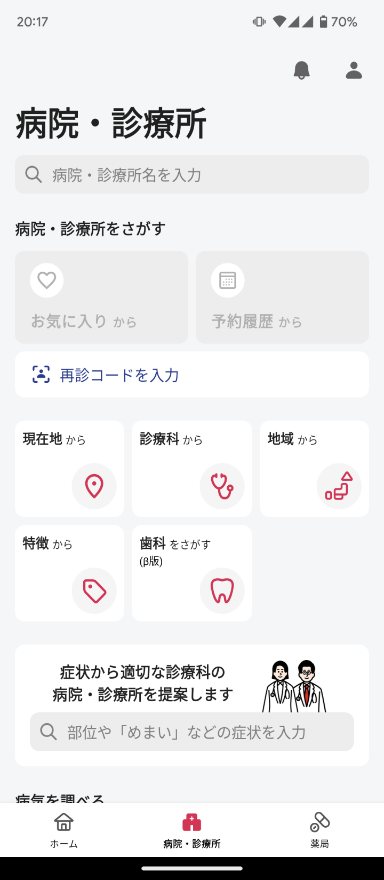 20:17
70%
病院・診療所
病院・診療所名を入力
病院・診療所をさがす
お気に入り から
予約履歴 から
再診コードを入力
現在地 から
診療科 から
地域 から
特徴 から
歯科 をさがす
(β版)
症状から適切な診療科の
病院・診療所を提案します
部位や「めまい」などの症状を入力
病気を調べる
ホーム
病院・診療所
薬局